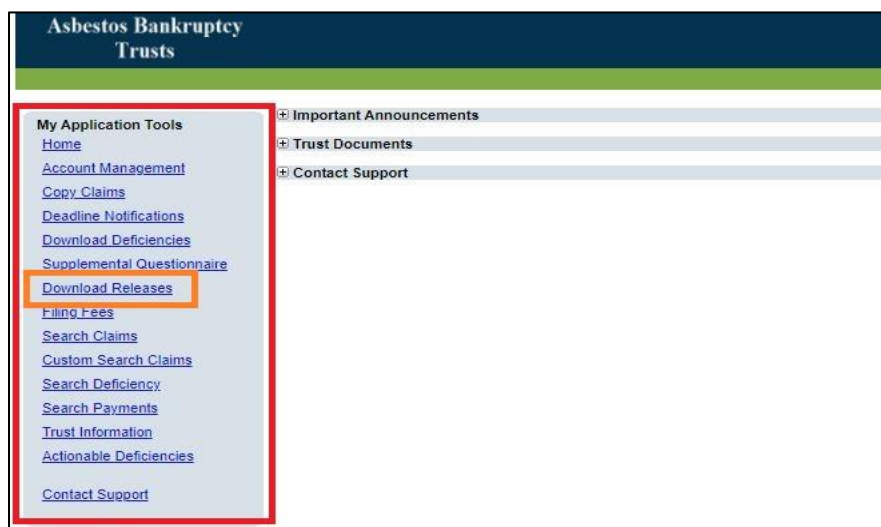 Asbestos Bankruptcy
Trusts
My Application Tools
Home
Account Management
Copy Claims
Deadline Notifications
Download Deficiencies
Supplemental Questionnaire
Download Releases
Filing Fees
Search Claims
Custom Search Claims
Search Deficiency
Search Payments
Trust Information
Actionable Deficiencies
Contact Support
Important Announcements
Trust Documents
Contact Support